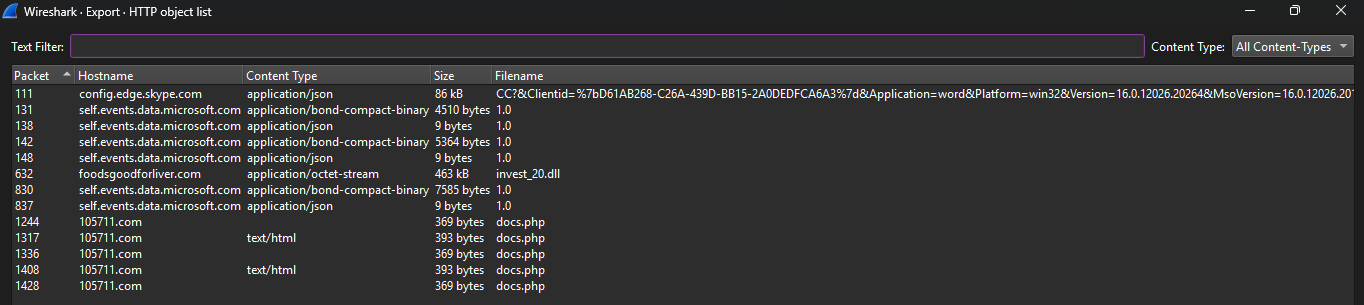 Wireshark · Export · HTTP object list
Text Filter: Content Type: All Content-Types
Packet Hostname Content Type Size Filename
111 config.edge.skype.com application/json 86 kB CC?&Clientid=%7bD61AB268-C26A-439D-BB15-2A0DEDFCA6A3%7d&Application=word&Platform=win32&Version=16.0.12026.20264&MsoVersion=16.0.12026.201
131 self.events.data.microsoft.com application/bond-compact-binary 4510 bytes 1.0
138 self.events.data.microsoft.com application/json 9 bytes 1.0
142 self.events.data.microsoft.com application/bond-compact-binary 5364 bytes 1.0
148 self.events.data.microsoft.com application/json 9 bytes 1.0
632 foodsgoodforliver.com application/octet-stream 463 kB invest_20.dll
830 self.events.data.microsoft.com application/bond-compact-binary 7585 bytes 1.0
837 self.events.data.microsoft.com application/json 9 bytes 1.0
1244 105711.com 369 bytes docs.php
1317 105711.com text/html 393 bytes docs.php
1336 105711.com 369 bytes docs.php
1408 105711.com text/html 393 bytes docs.php
1428 105711.com 369 bytes docs.php